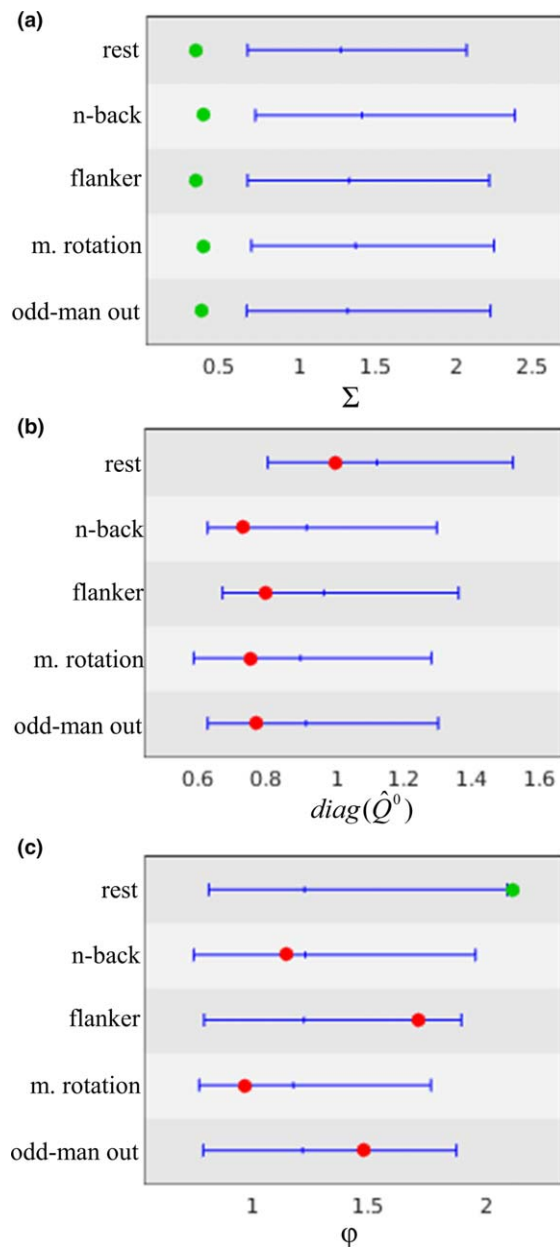 (a)
rest
n-back
flanker
m. rotation
odd-man out
0.5 1 1.5 2 2.5
Σ
(b)
rest
n-back
flanker
m. rotation
odd-man out
0.6 0.8 1 1.2 1.4 1.6
diag(Q̂⁰)
(c)
rest
n-back
flanker
m. rotation
odd-man out
1 1.5 2
φ